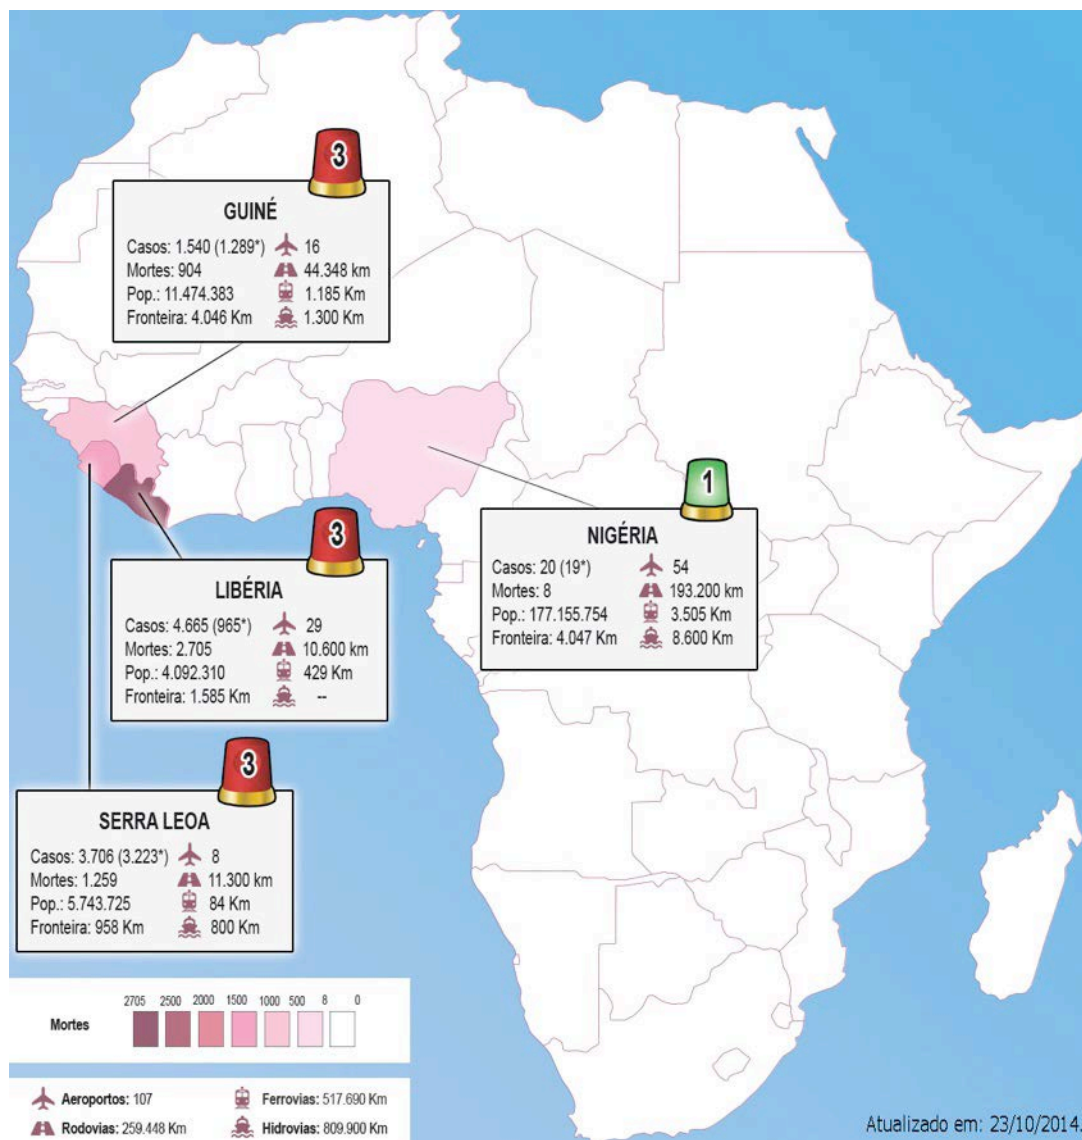 3
GUINÉ
Casos: 1.540 (1.289*) 16
Mortes: 904 44.348 km
Pop.: 11.474.383 1.185 Km
Fronteira: 4.046 Km 1.300 Km
1
NIGÉRIA
Casos: 20 (19*) 54
Mortes: 8 193.200 km
Pop.: 177.155.754 3.505 Km
Fronteira: 4.047 Km 8.600 Km
3
LIBÉRIA
Casos: 4.665 (965*) 29
Mortes: 2.705 10.600 km
Pop.: 4.092.310 429 Km
Fronteira: 1.585 Km --
3
SERRA LEOA
Casos: 3.706 (3.223*) 8
Mortes: 1.259 11.300 km
Pop.: 5.743.725 84 Km
Fronteira: 958 Km 800 Km
2705 2500 2000 1500 1000 500 8 0
Mortes
Aeroportos: 107 Ferrovias: 517.690 Km
Rodovias: 259.448 Km Hidrovias: 809.900 Km
Atualizado em: 23/10/2014.